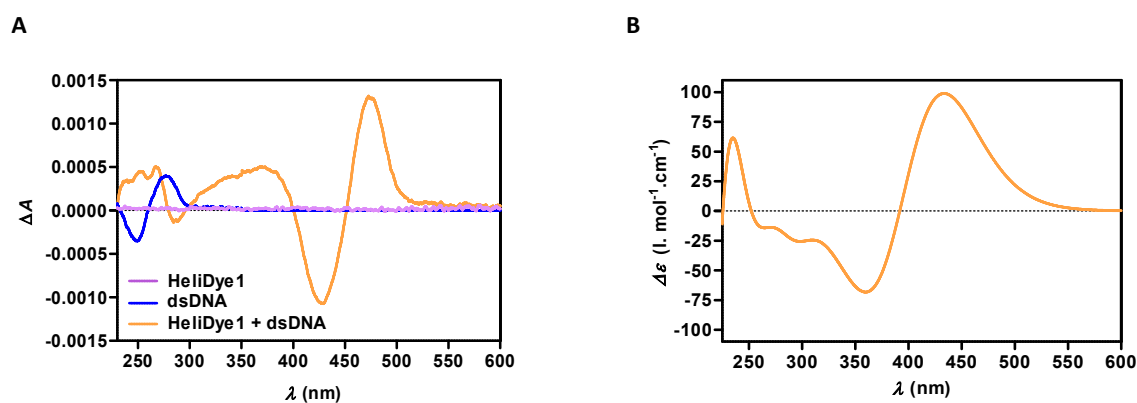 A
B
0.0015
0.0010
0.0005
0.0000
-0.0005
-0.0010
-0.0015
ΔA
HeliDye1
dsDNA
HeliDye1 + dsDNA
250 300 350 400 450 500 550 600
λ (nm)
100
75
50
25
0
-25
-50
-75
-100
Δε (l. mol⁻¹.cm⁻¹)
250 300 350 400 450 500 550 600
λ (nm)